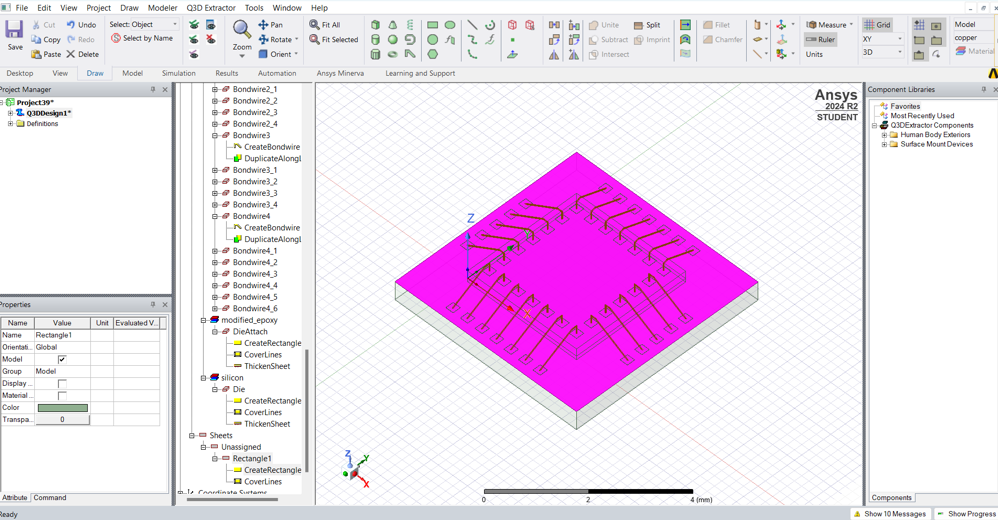 File Edit View Project Draw Modeler Q3D Extractor Tools Window Help
Save
Cut Undo
Copy Redo
Paste Delete
Select: Object
Select by Name
Zoom
Pan
Rotate
Orient
Fit All
Fit Selected
Unite Split
Subtract Imprint
Intersect
Fillet
Chamfer
Measure
Ruler
Units
Grid
XY
3D
Model
copper
Material
Desktop View Draw Model Simulation Results Automation Ansys Minerva Learning and Support
Project Manager
Project39*
Q3DDesign1*
Definitions
Properties
Name Value Unit Evaluated V...
Name Rectangle1
Orientati... Global
Model
Group Model
Display ...
Material ...
Color
Transpa... 0
Attribute Command
Bondwire2_1
Bondwire2_2
Bondwire2_3
Bondwire2_4
Bondwire3
CreateBondwire
DuplicateAlongL
Bondwire3_1
Bondwire3_2
Bondwire3_3
Bondwire3_4
Bondwire4
CreateBondwire
DuplicateAlongL
Bondwire4_1
Bondwire4_2
Bondwire4_3
Bondwire4_4
Bondwire4_5
Bondwire4_6
modified_epoxy
DieAttach
CreateRectangle
CoverLines
ThickenSheet
silicon
Die
CreateRectangle
CoverLines
ThickenSheet
Sheets
Unassigned
Rectangle1
CreateRectangle
CoverLines
Coordinate Systems
Ansys
2024 R2
STUDENT
Z
Z
Y
X
0 2 4 (mm)
Component Libraries
Favorites
Most Recently Used
Q3DExtractor Components
Human Body Exteriors
Surface Mount Devices
Components
Ready
Show 10 Messages Show Progress